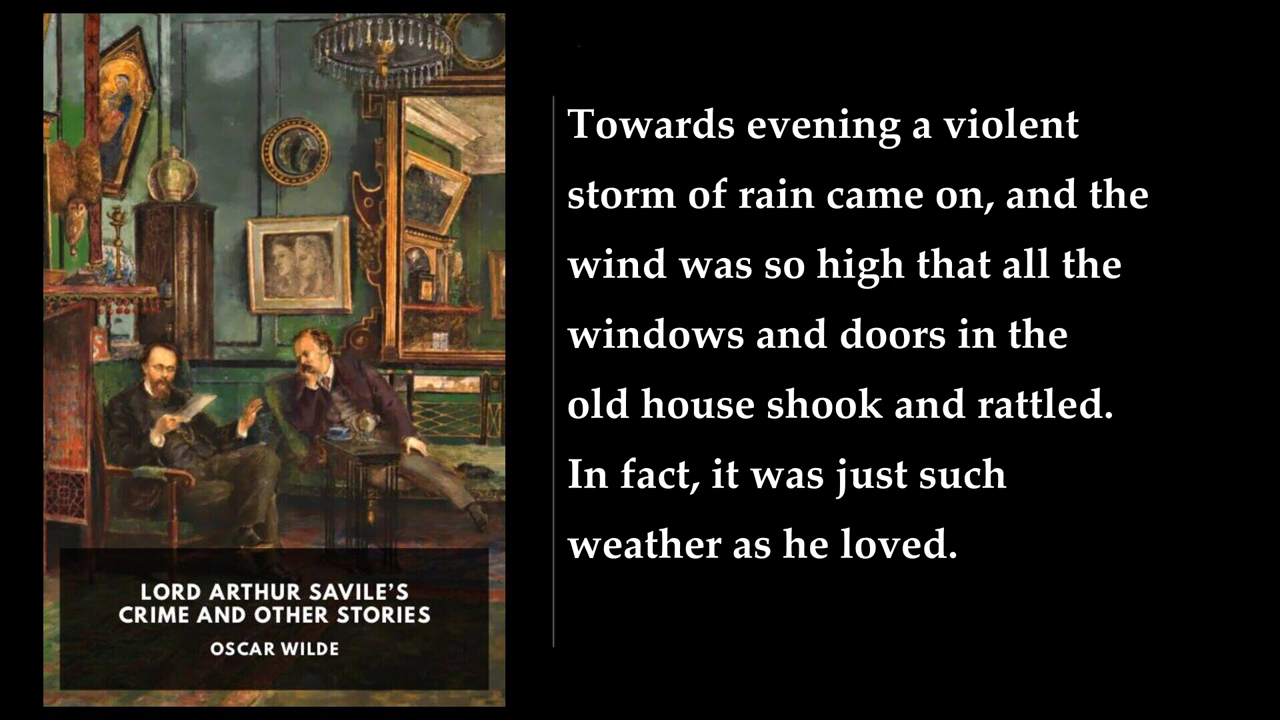 Towards evening a violent
storm of rain came on, and the
wind was so high that all the
windows and doors in the
old house shook and rattled.
In fact, it was just such
weather as he loved.
LORD ARTHUR SAVILE’S
CRIME AND OTHER STORIES
OSCAR WILDE